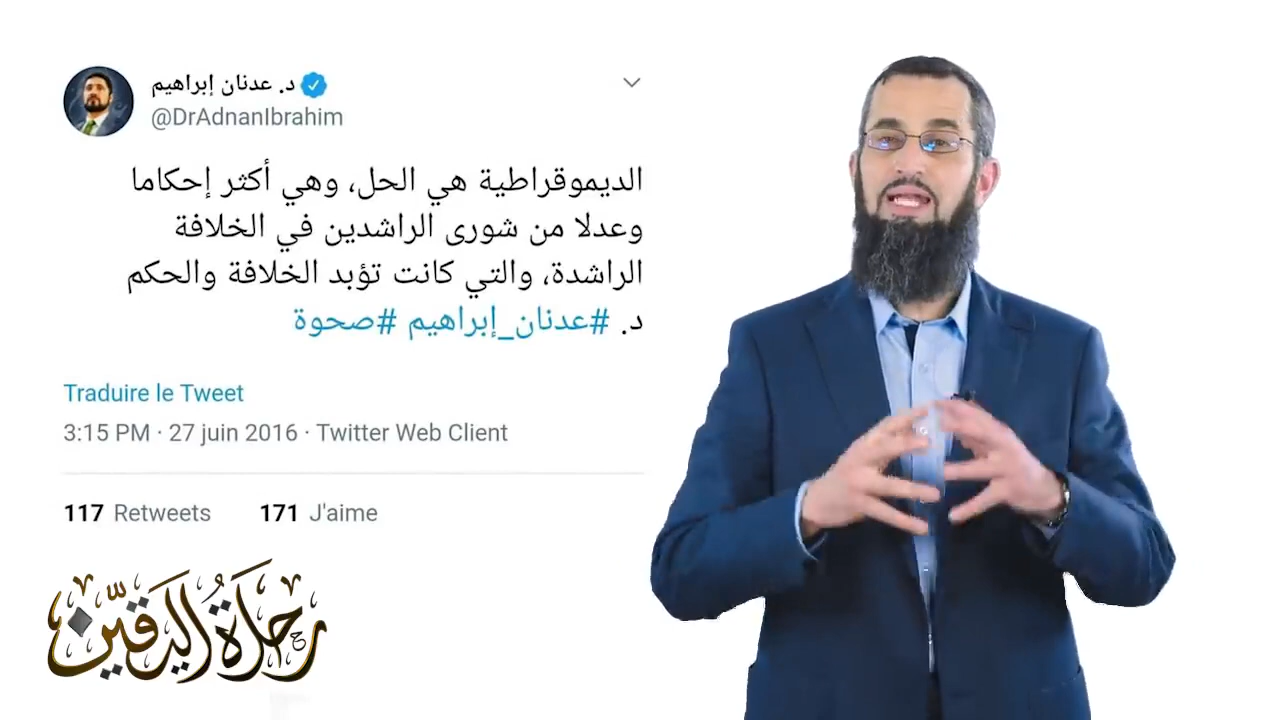 د. عدنان إبراهيم
@DrAdnanIbrahim
الديموقراطية هي الحل، وهي أكثر إحكاما
وعدلا من شورى الراشدين في الخلافة
الراشدة، والتي كانت تؤبد الخلافة والحكم
د. #عدنان_إبراهيم #صحوة
Traduire le Tweet
3:15 PM · 27 juin 2016 · Twitter Web Client
117 Retweets 171 J'aime
رحلة اليقين